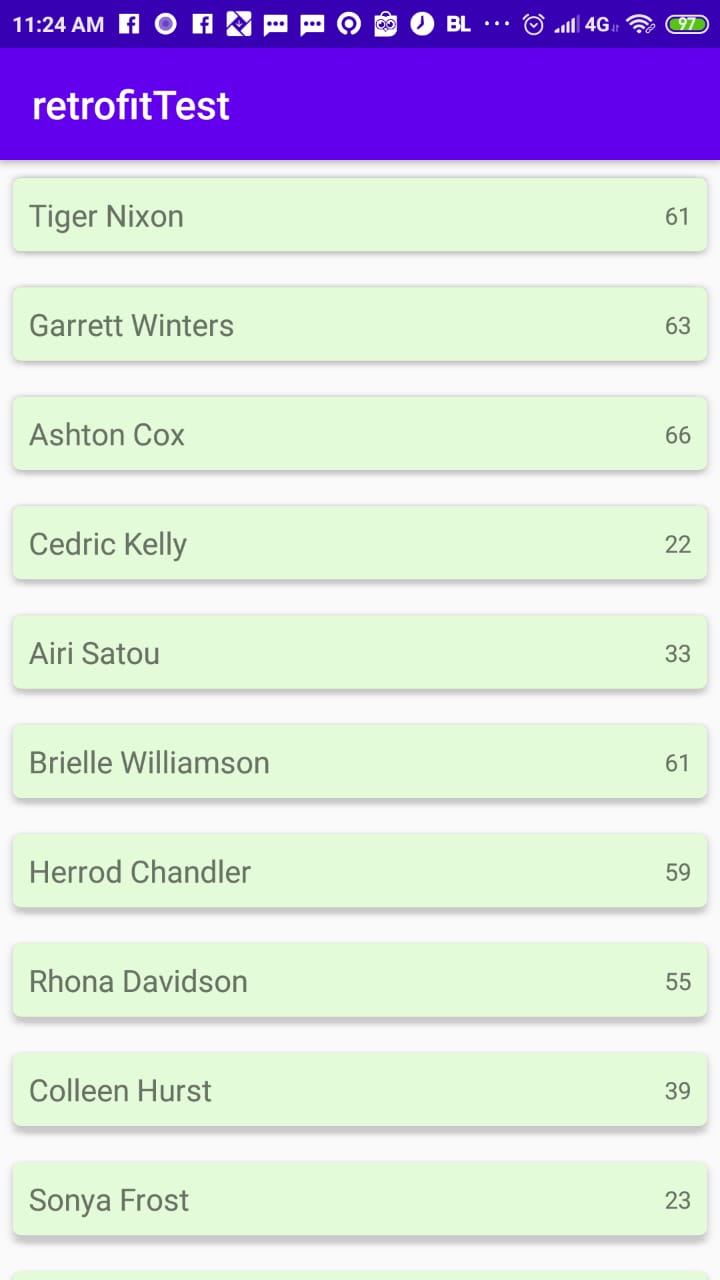 11:24 AM BL ... 4G 97
retrofitTest
Tiger Nixon 61
Garrett Winters 63
Ashton Cox 66
Cedric Kelly 22
Airi Satou 33
Brielle Williamson 61
Herrod Chandler 59
Rhona Davidson 55
Colleen Hurst 39
Sonya Frost 23